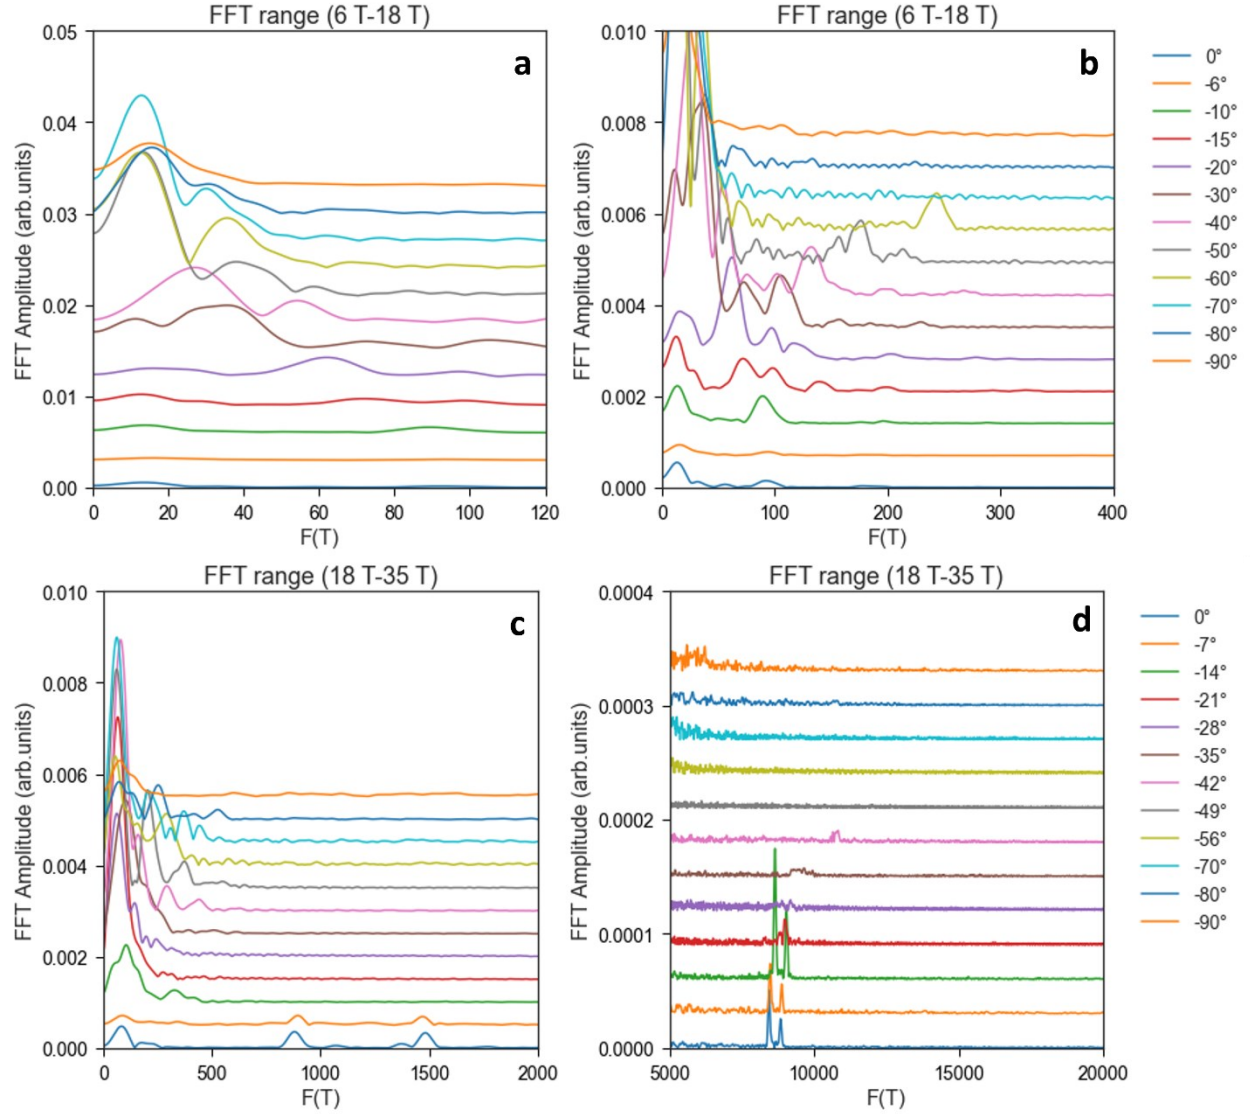 FFT range (6 T-18 T)
a
FFT Amplitude (arb.units)
0.05
0.04
0.03
0.02
0.01
0.00
0 20 40 60 80 100 120
F(T)
FFT range (6 T-18 T)
b
FFT Amplitude (arb.units)
0.010
0.008
0.006
0.004
0.002
0.000
0 100 200 300 400
F(T)
0°
-6°
-10°
-15°
-20°
-30°
-40°
-50°
-60°
-70°
-80°
-90°
FFT range (18 T-35 T)
c
FFT Amplitude (arb.units)
0.010
0.008
0.006
0.004
0.002
0.000
0 500 1000 1500 2000
F(T)
FFT range (18 T-35 T)
d
FFT Amplitude (arb.units)
0.0004
0.0003
0.0002
0.0001
0.0000
5000 10000 15000 20000
F(T)
0°
-7°
-14°
-21°
-28°
-35°
-42°
-49°
-56°
-70°
-80°
-90°